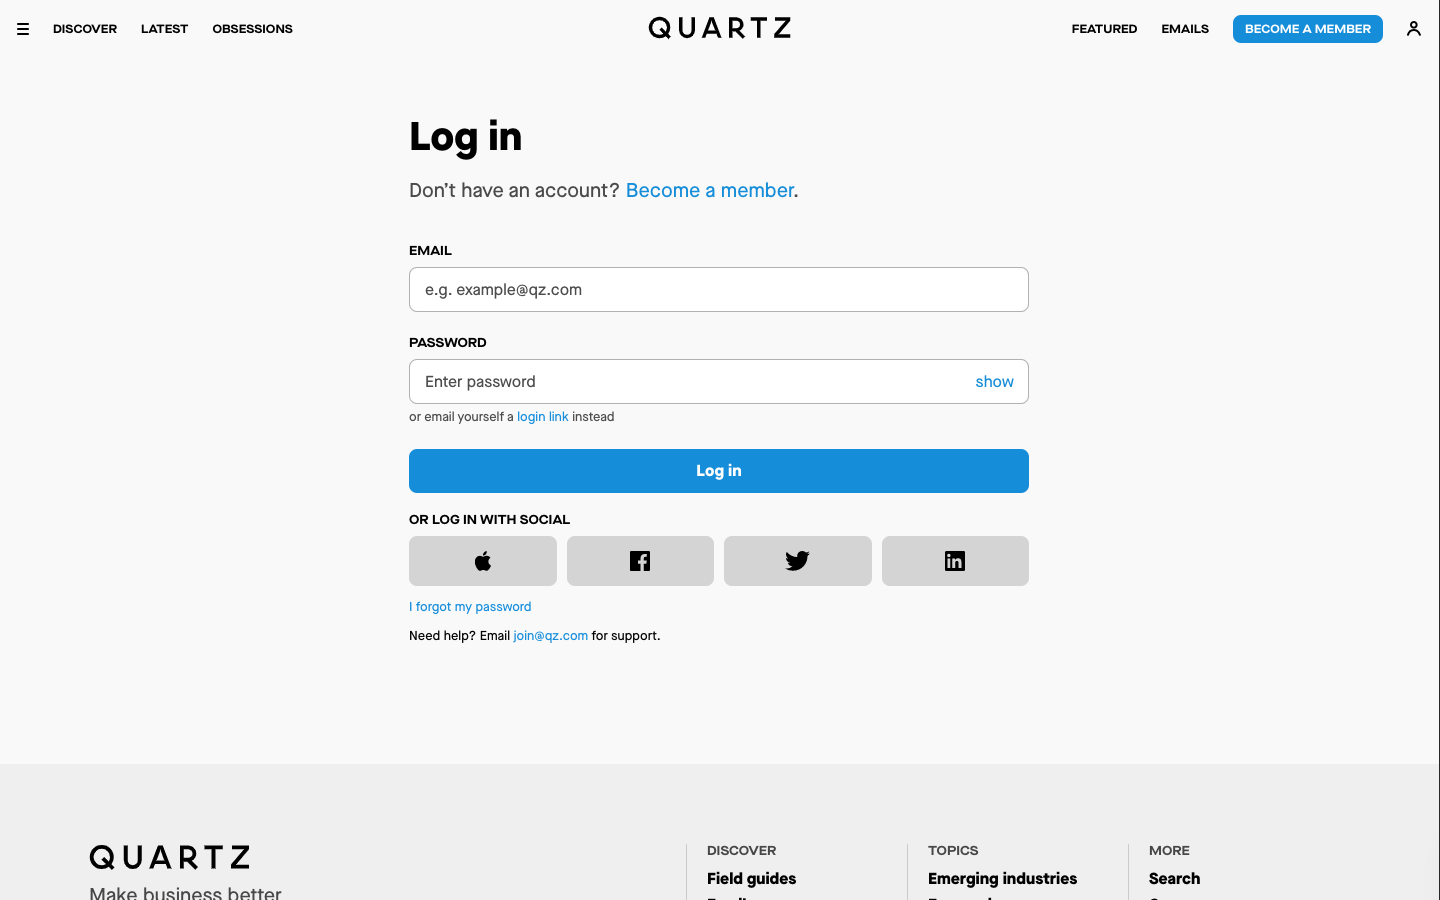 DISCOVER LATEST OBSESSIONS QUARTZ FEATURED EMAILS BECOME A MEMBER
Log in
Don’t have an account? Become a member.
EMAIL
e.g. example@qz.com
PASSWORD
Enter password show
or email yourself a login link instead
Log in
OR LOG IN WITH SOCIAL
I forgot my password
Need help? Email join@qz.com for support.
QUARTZ
Make business better
DISCOVER
Field guides
TOPICS
Emerging industries
MORE
Search